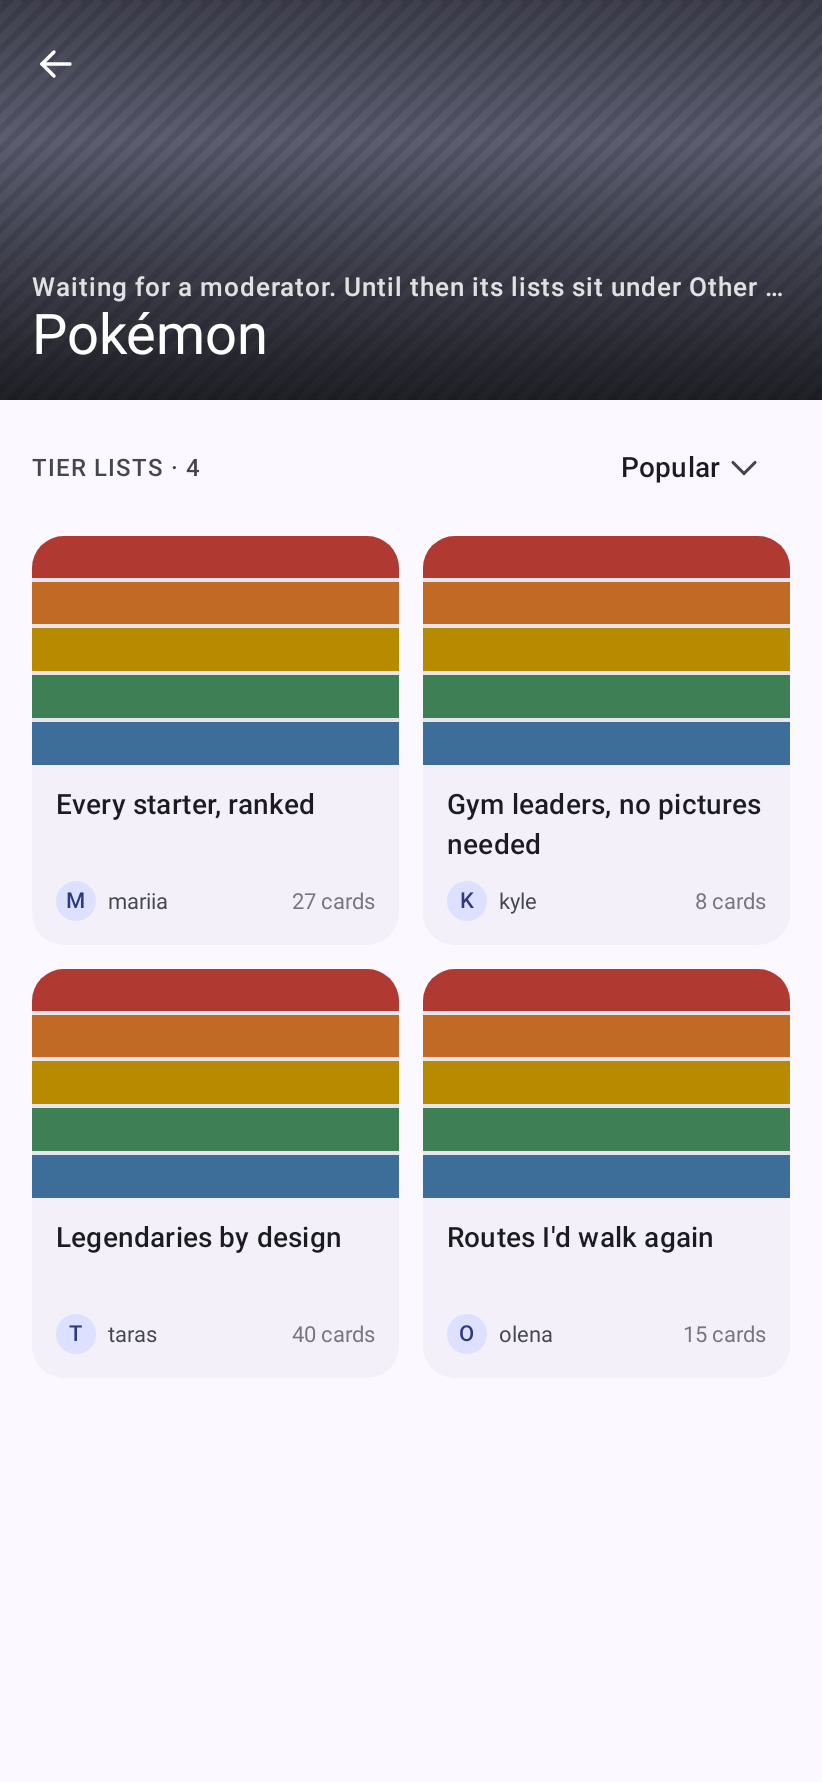 Waiting for a moderator. Until then its lists sit under Other …
Pokémon
TIER LISTS · 4
Popular
Every starter, ranked
M mariia 27 cards
Gym leaders, no pictures
needed
K kyle 8 cards
Legendaries by design
T taras 40 cards
Routes I'd walk again
O olena 15 cards